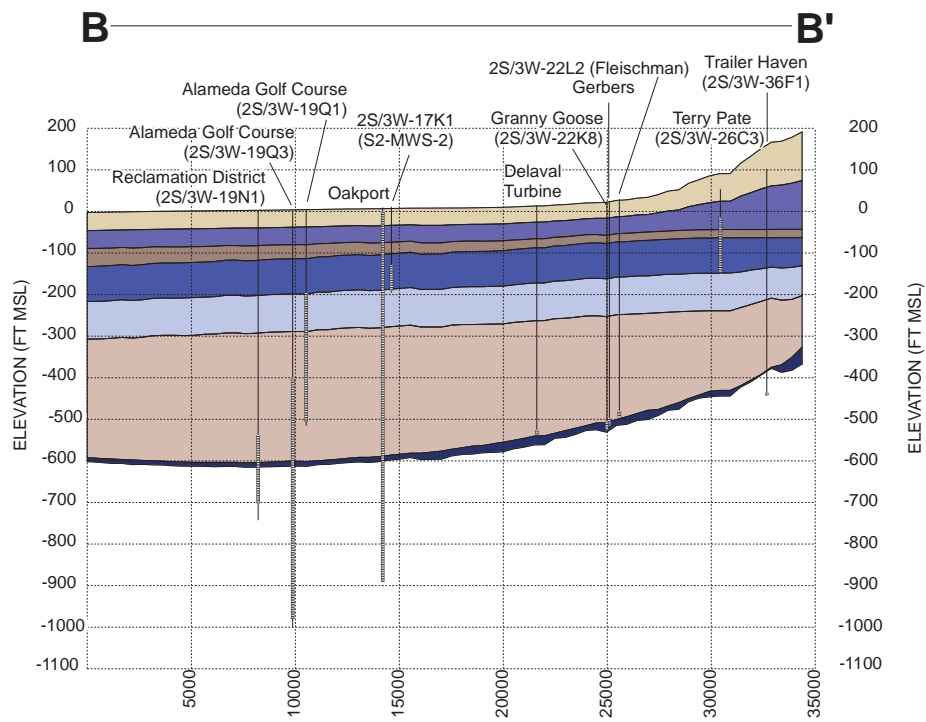 B B'
Trailer Haven
(2S/3W-36F1)
2S/3W-22L2 (Fleischman)
Gerbers
Alameda Golf Course
(2S/3W-19Q1)
2S/3W-17K1
(S2-MWS-2)
Granny Goose
(2S/3W-22K8)
Terry Pate
(2S/3W-26C3)
Alameda Golf Course
(2S/3W-19Q3)
Reclamation District
(2S/3W-19N1)
Oakport
Delaval
Turbine
ELEVATION (FT MSL)
200
100
0
-100
-200
-300
-400
-500
-600
-700
-800
-900
-1000
-1100
200
100
0
-100
-200
-300
-400
-500
-600
-700
-800
-900
-1000
-1100
ELEVATION (FT MSL)
5000
10000
15000
20000
25000
30000
35000